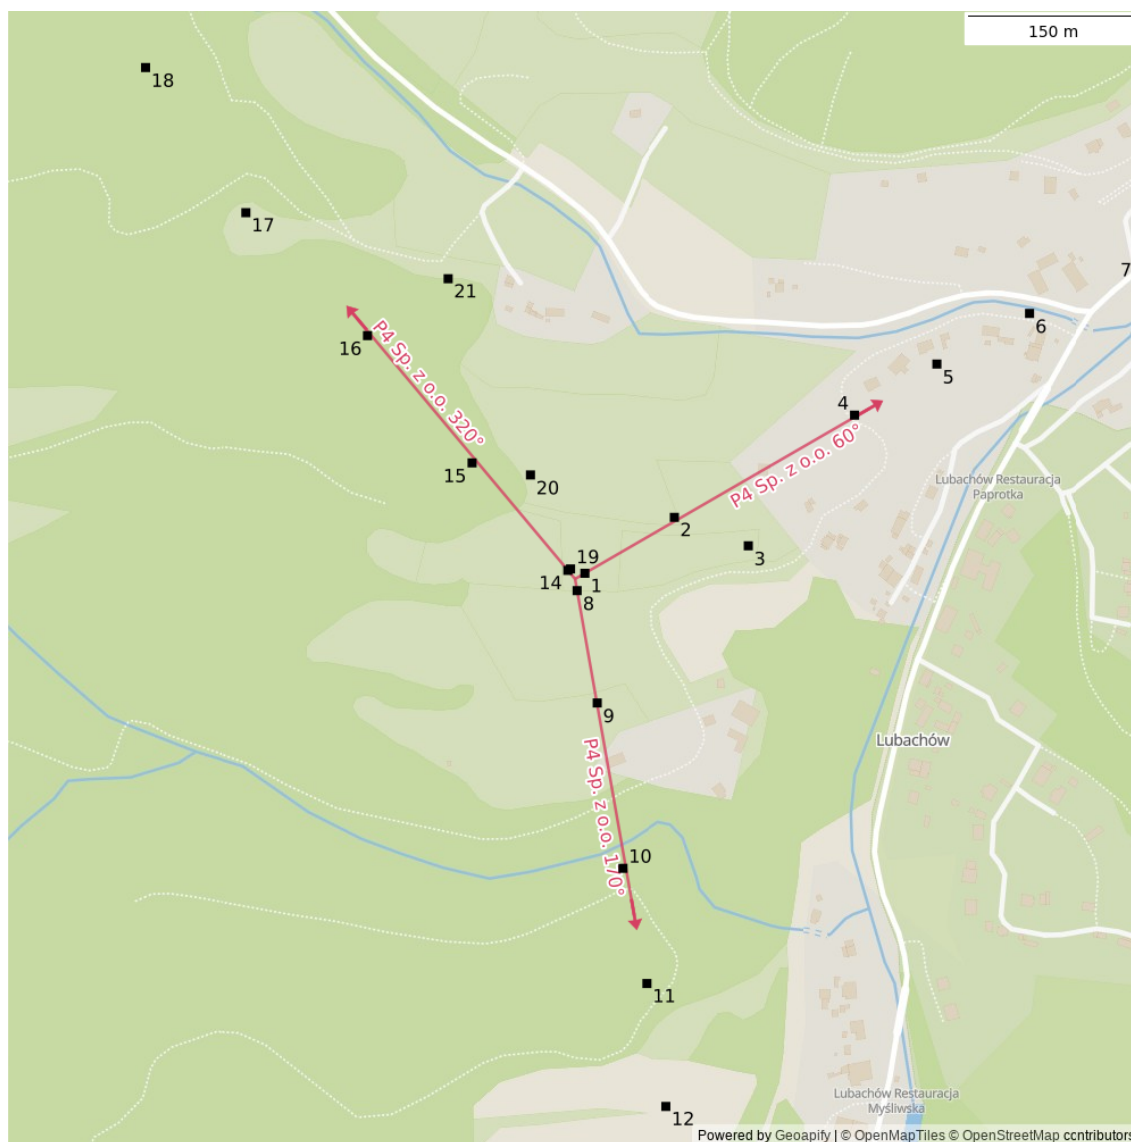 150 m
18
17
21
7
6
16
P4 Sp. z o.o. 320°
5
4
P4 Sp. z o.o. 60°
15
20
Lubachów Restauracja
Paprotka
2
3
19
14
1
8
9
Lubachów
P4 Sp. z o.o. 170°
10
11
Lubachów Restauracja
Myśliwska
12
Powered by Geoapify | © OpenMapTiles © OpenStreetMap contributors